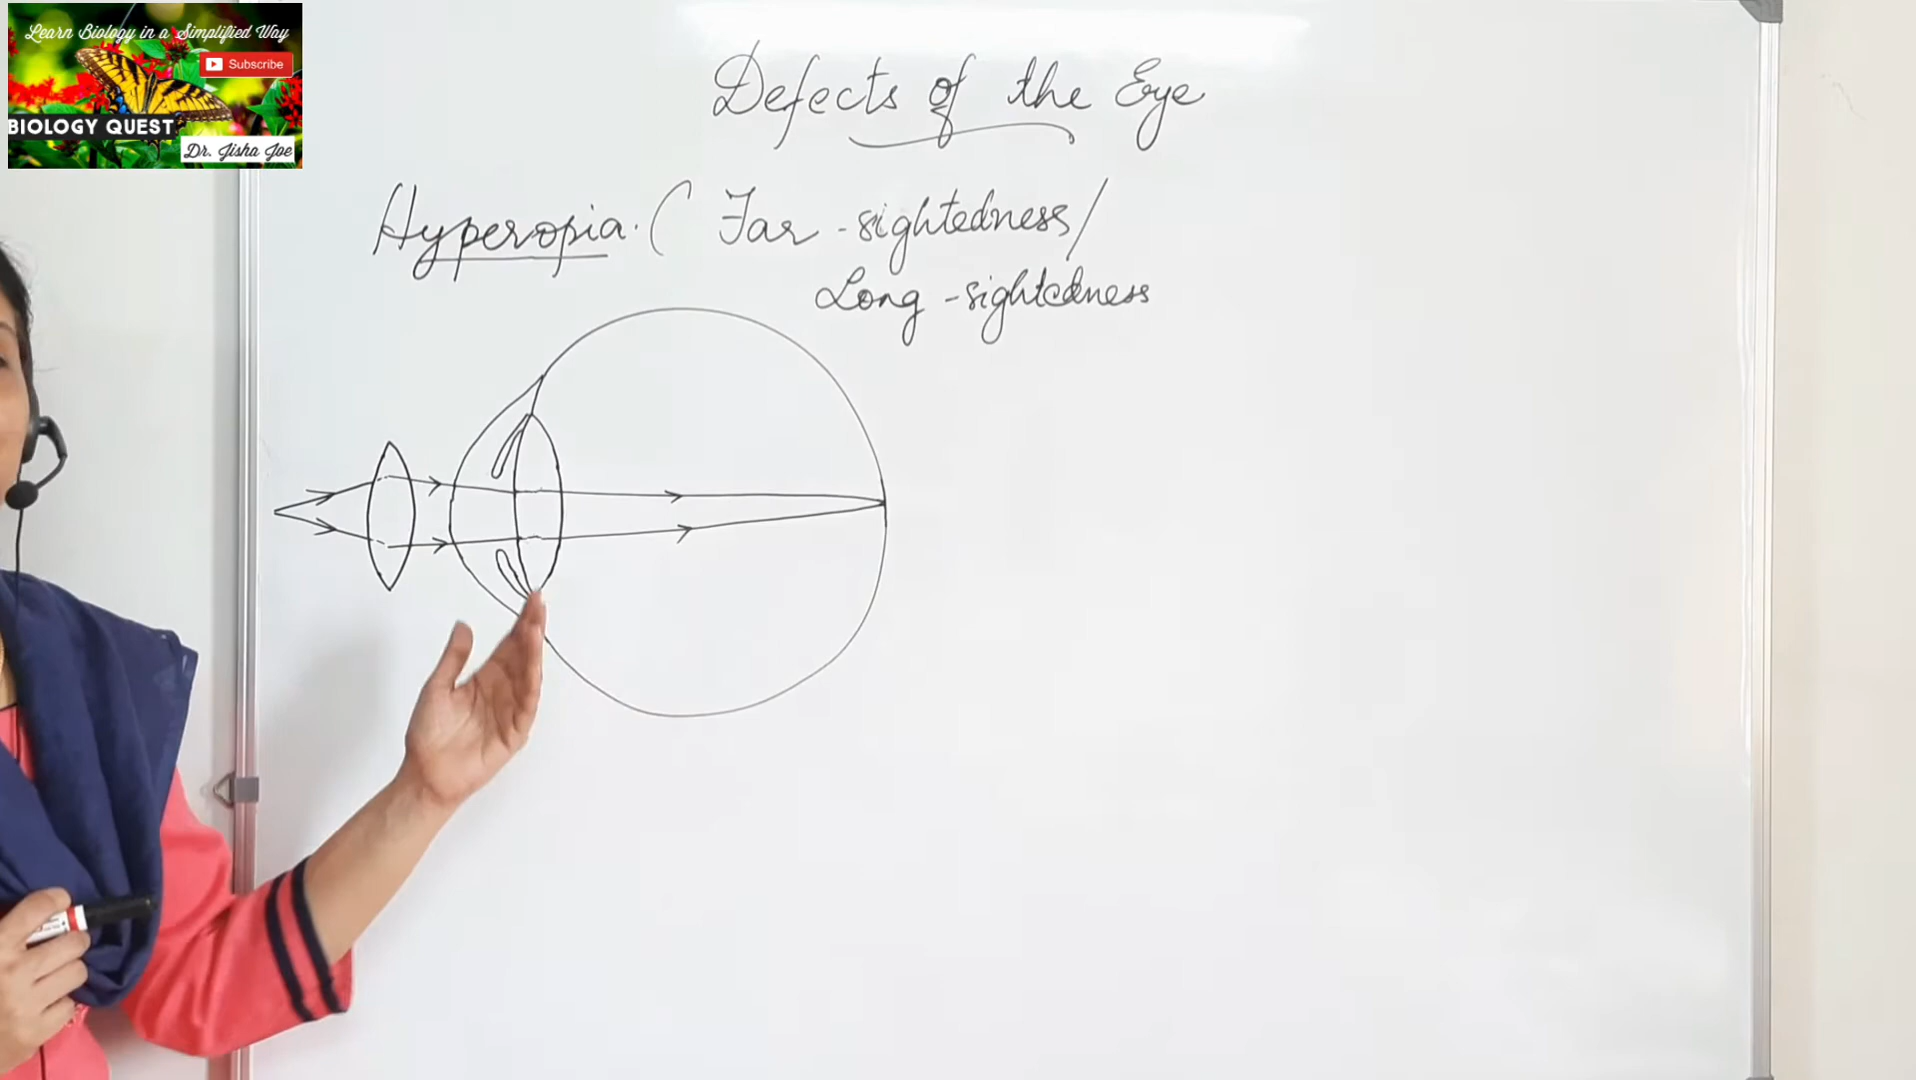 Learn Biology in a Simplified Way
Subscribe
BIOLOGY QUEST
Dr. Jisha Joe
Defects of the Eye
Hyperopia. ( Far-sightedness/
Long-sightedness